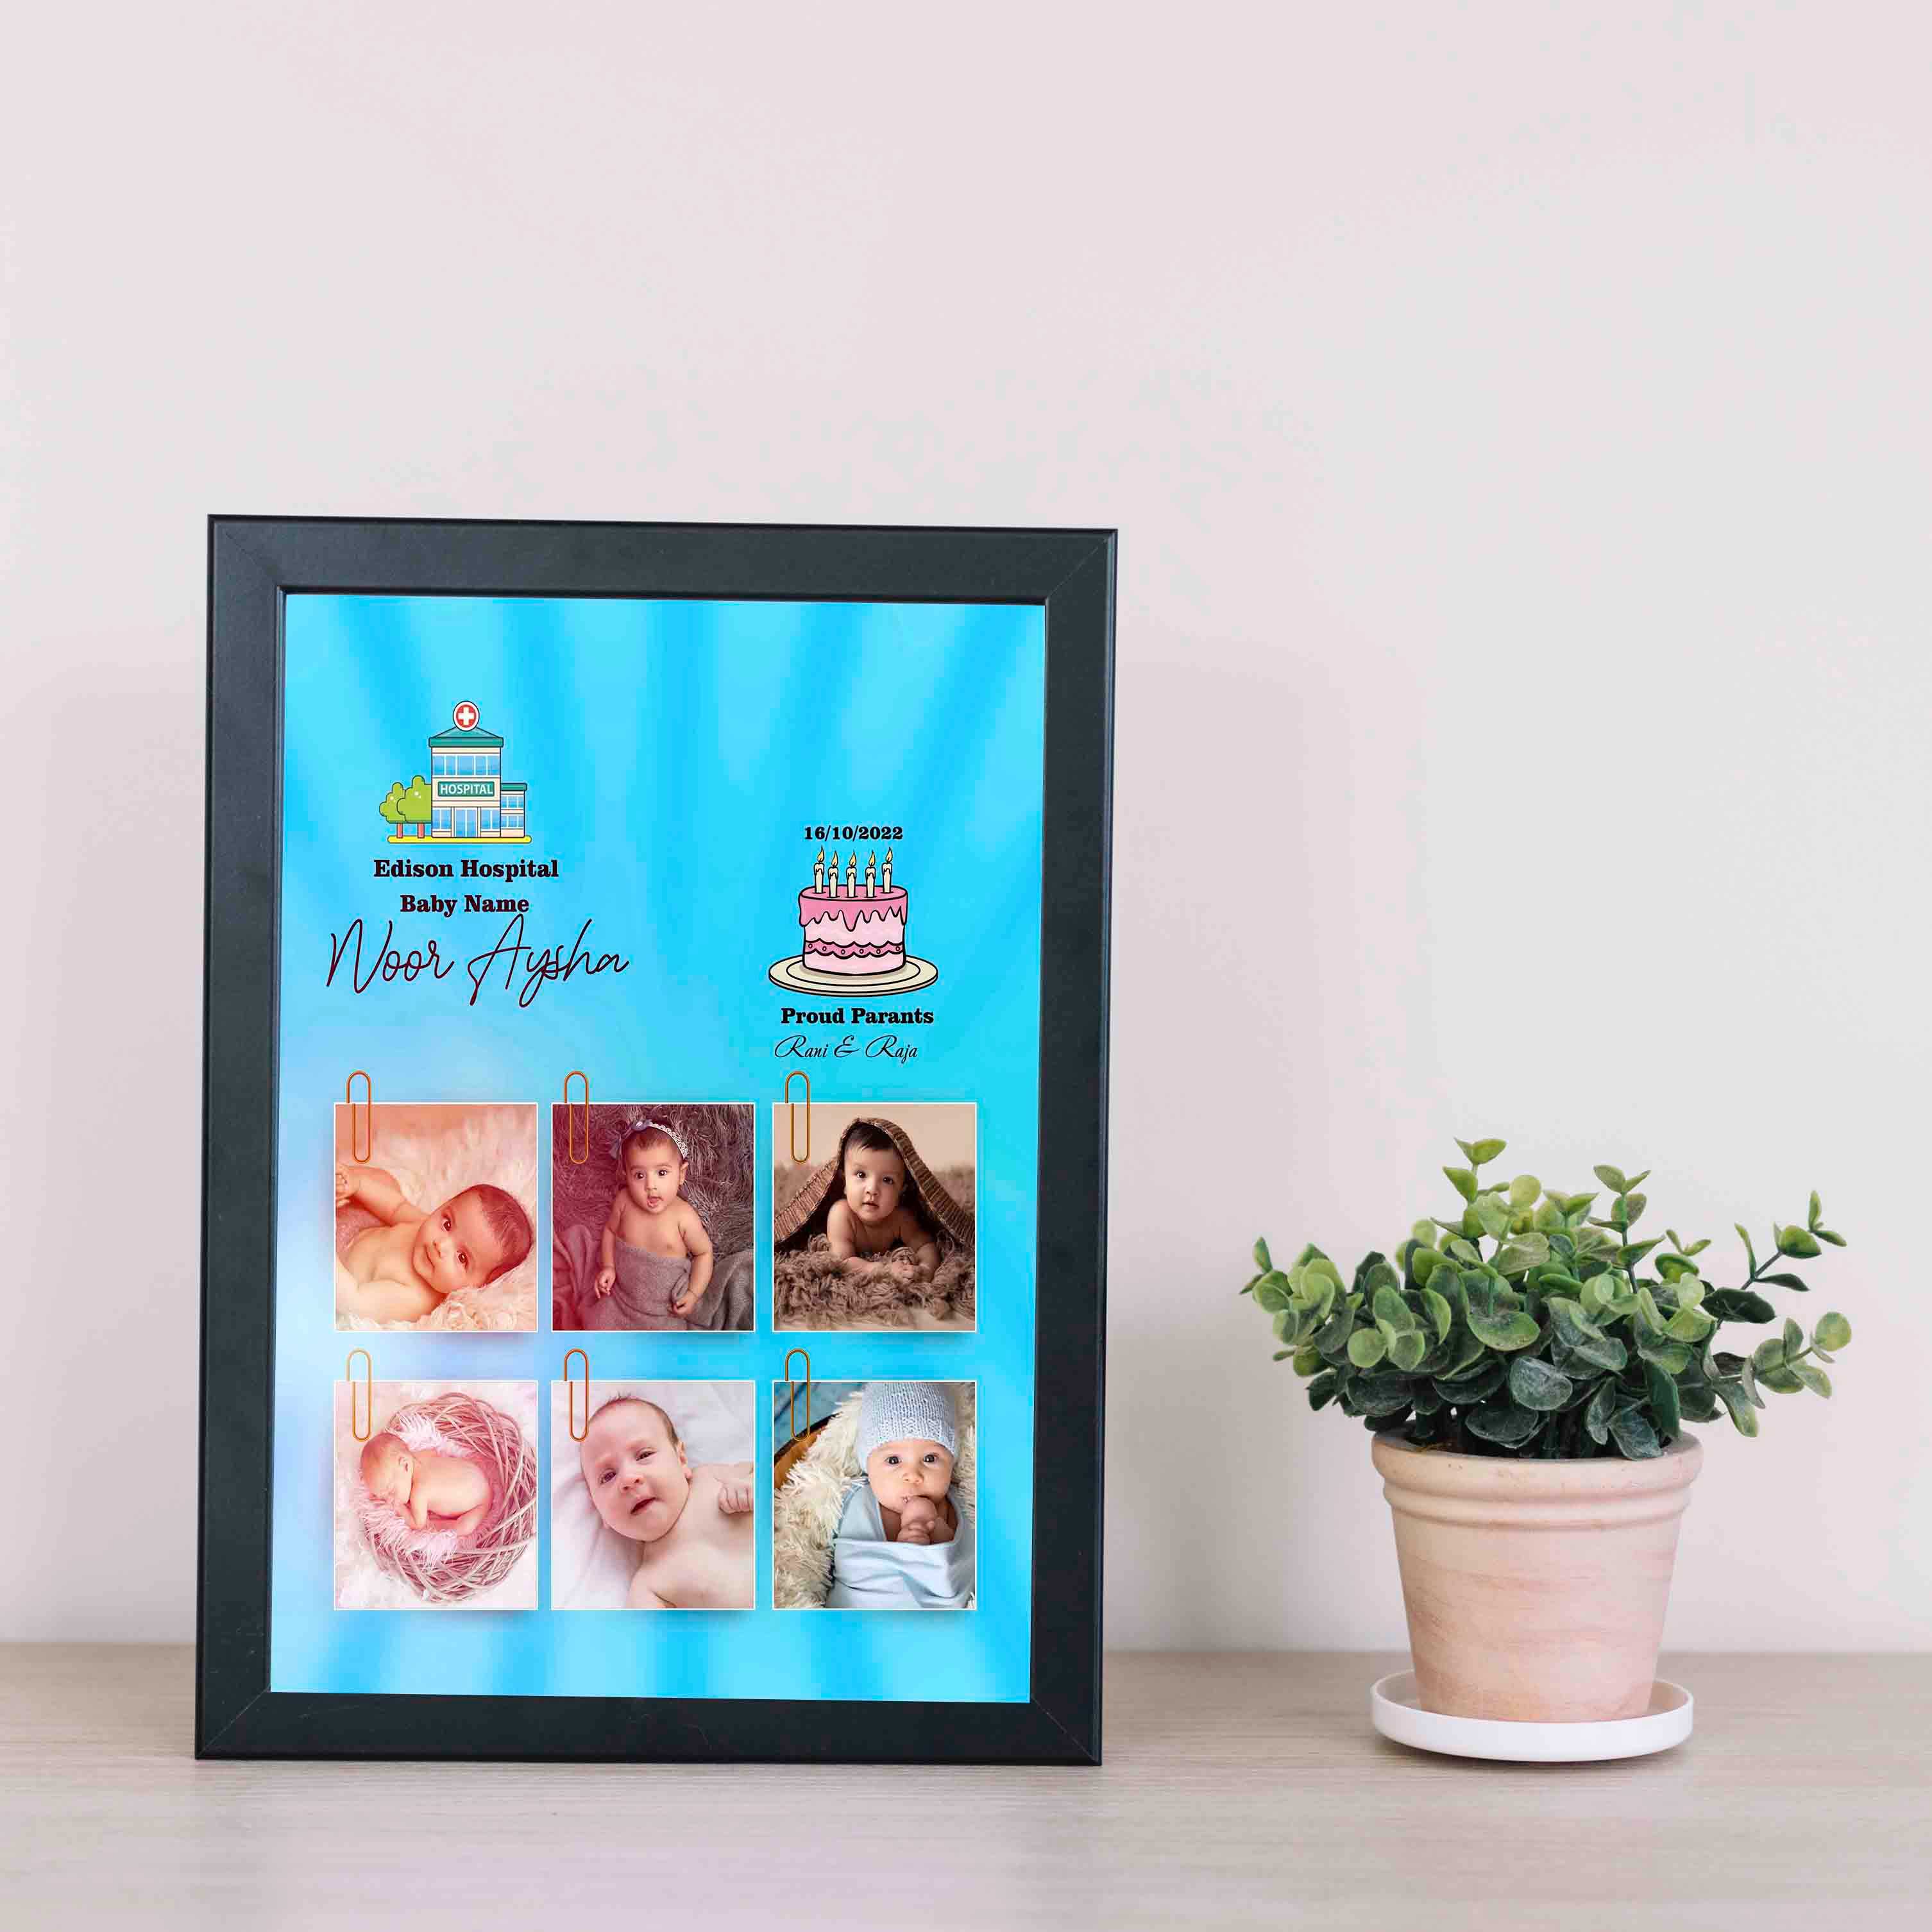 HOSPITAL
Edison Hospital
Baby Name
Noor Aysha
16/10/2022
Proud Parants
Rani & Raja